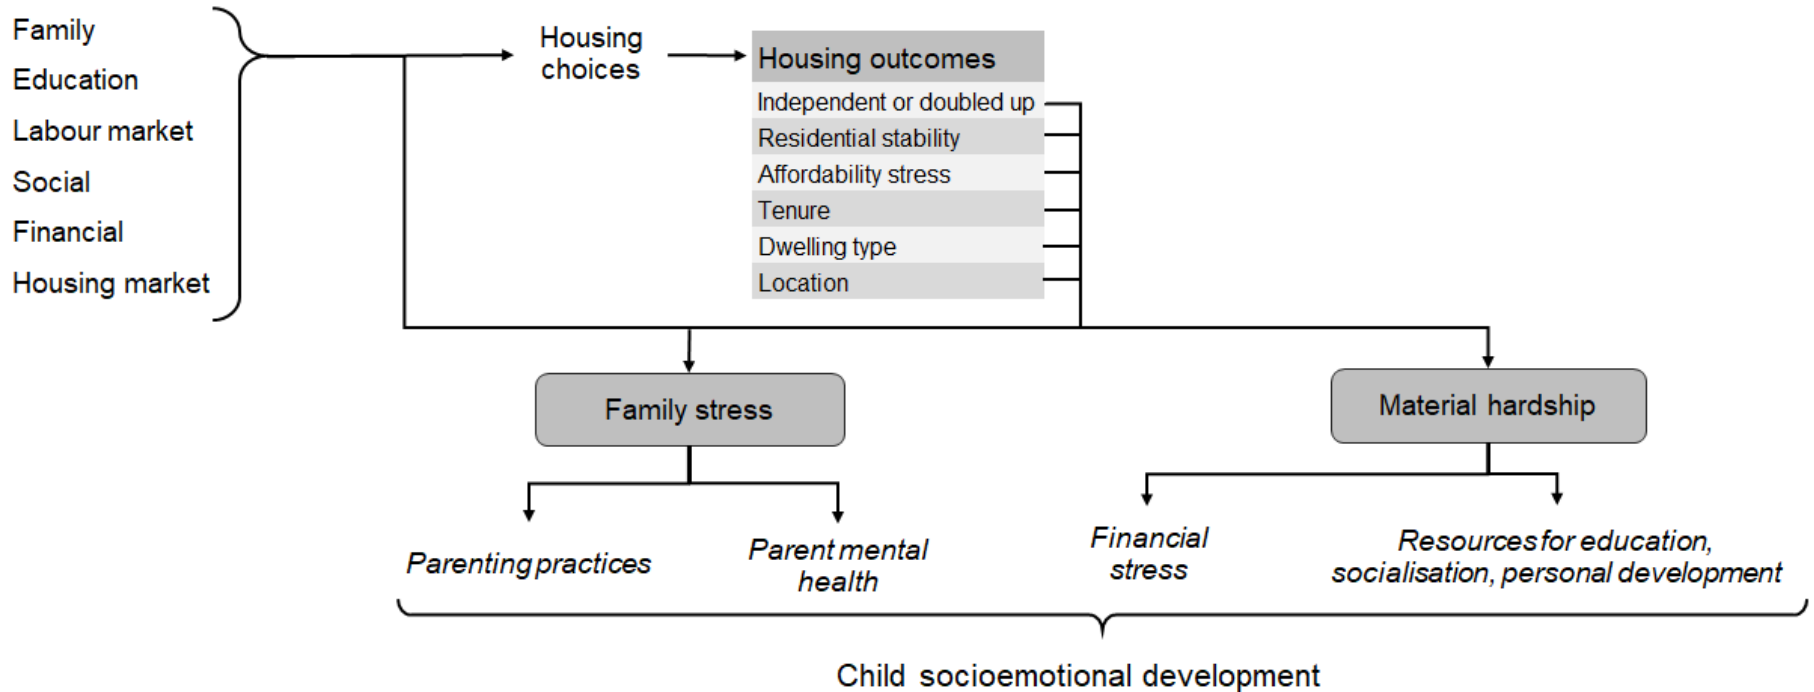 Family
Education
Labour market
Social
Financial
Housing market
Housing
choices
Housing outcomes
Independent or doubled up
Residential stability
Affordability stress
Tenure
Dwelling type
Location
Family stress
Material hardship
Parenting practices
Parent mental
health
Financial
stress
Resources for education,
socialisation, personal development
Child socioemotional development